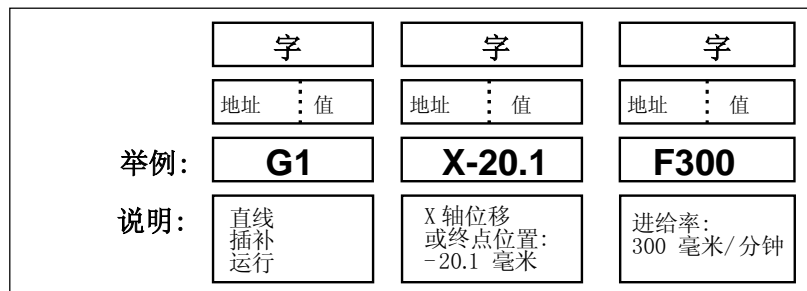 字 字 字
地址 值 地址 值 地址 值
举例: G1 X-20.1 F300
说明:
直线
插补
运行
X 轴位移
或终点位置:
-20.1 毫米
进给率:
300 毫米/分钟